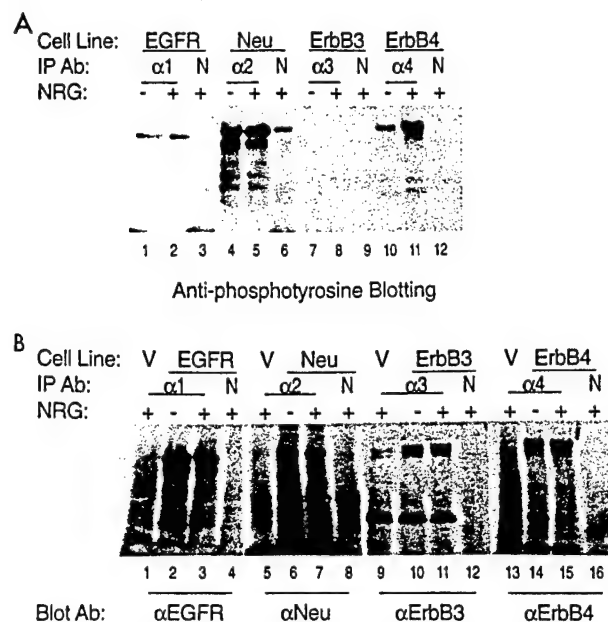 A
Cell Line: EGFR Neu ErbB3 ErbB4
IP Ab: α1 N α2 N α3 N α4 N
NRG: - + + - + + - + + - + +
1 2 3 4 5 6 7 8 9 10 11 12
Anti-phosphotyrosine Blotting
B
Cell Line: V EGFR V Neu V ErbB3 V ErbB4
IP Ab: α1 N α2 N α3 N α4 N
NRG: + - + + + - + + + - + + + - + +
1 2 3 4 5 6 7 8 9 10 11 12 13 14 15 16
Blot Ab: αEGFR αNeu αErbB3 αErbB4